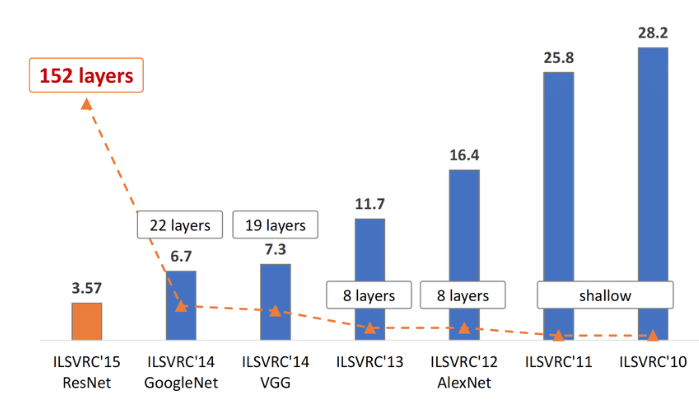 28.2
25.8
152 layers
16.4
11.7
22 layers
19 layers
6.7
7.3
3.57
8 layers
8 layers
shallow
ILSVRC'15
ResNet
ILSVRC'14
GoogleNet
ILSVRC'14
VGG
ILSVRC'13
ILSVRC'12
AlexNet
ILSVRC'11
ILSVRC'10